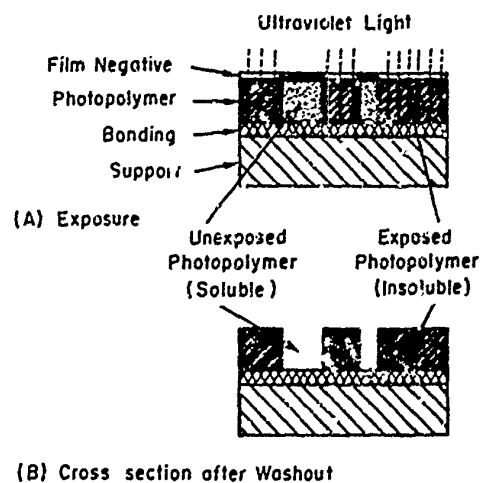 Ultraviolet Light
Film Negative
Photopolymer
Bonding
Support
(A) Exposure
Unexposed
Photopolymer
(Soluble)
Exposed
Photopolymer
(Insoluble)
(B) Cross section after Washout